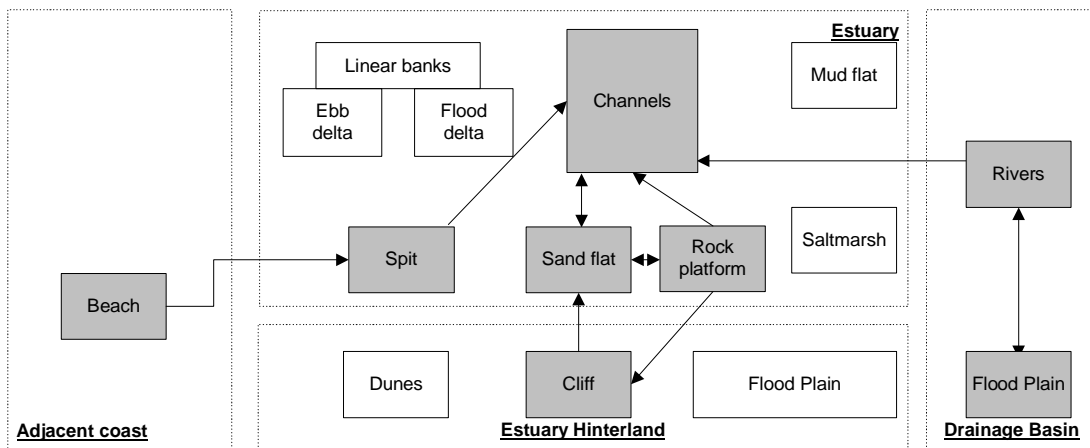 Estuary
Linear banks
Ebb
delta
Flood
delta
Channels
Mud flat
Rivers
Saltmarsh
Spit
Sand flat
Rock
platform
Beach
Dunes
Cliff
Flood Plain
Flood Plain
Adjacent coast
Estuary Hinterland
Drainage Basin